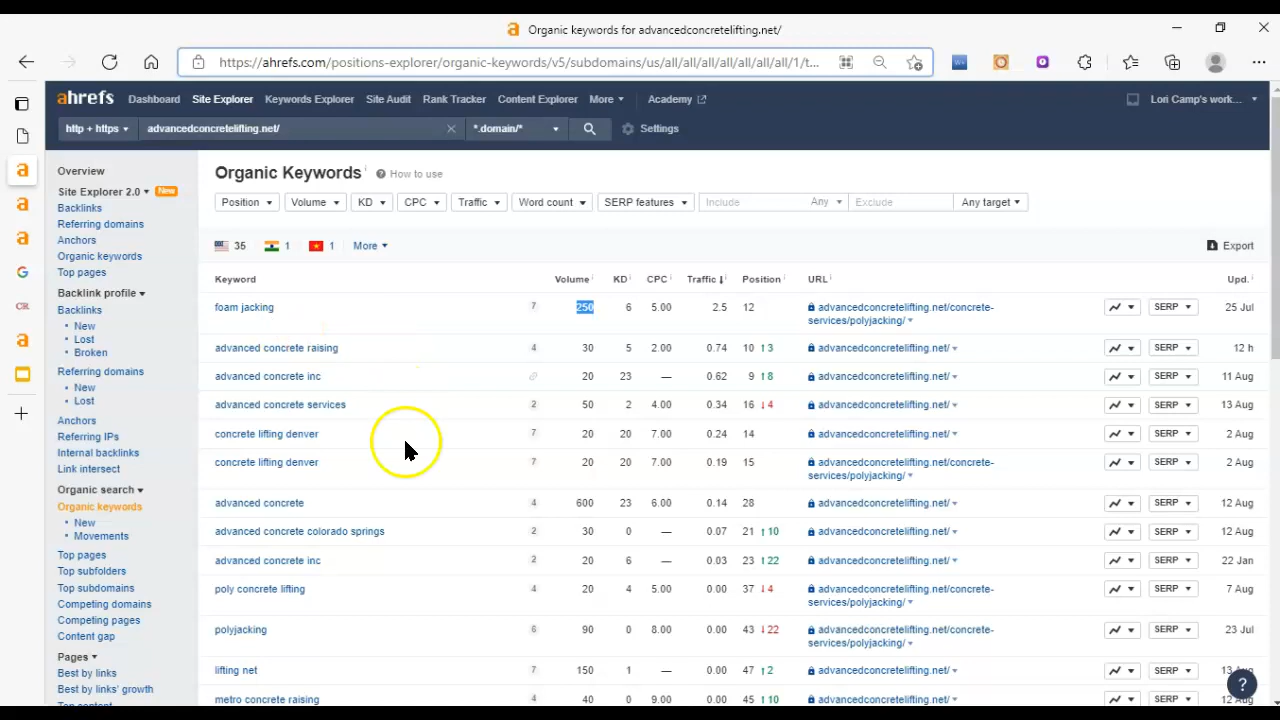 Organic keywords for advancedconcretelifting.net/
https://ahrefs.com/positions-explorer/organic-keywords/v5/subdomains/us/all/all/all/all/all/all/1/t...
ahrefs Dashboard Site Explorer Keywords Explorer Site Audit Rank Tracker Content Explorer More Academy Lori Camp's work...
http + https advancedconcretelifting.net/ *.domain/* Settings
Overview
Site Explorer 2.0 New
Backlinks
Referring domains
Anchors
Organic keywords
Top pages
Backlink profile
Backlinks
New
Lost
Broken
Referring domains
New
Lost
Anchors
Referring IPs
Internal backlinks
Link intersect
Organic search
Organic keywords
New
Movements
Top pages
Top subfolders
Top subdomains
Competing domains
Competing pages
Content gap
Pages
Best by links
Best by links' growth
Organic Keywords How to use
Position Volume KD CPC Traffic Word count SERP features Include Any Exclude Any target
35 1 1 More Export
Keyword Volume KD CPC Traffic Position URL Upd.
foam jacking 7 250 6 5.00 2.5 12 advancedconcretelifting.net/concrete- SERP 25 Jul
services/polyjacking/
advanced concrete raising 4 30 5 2.00 0.74 10 ↑3 advancedconcretelifting.net/ SERP 12 h
advanced concrete inc 20 23 — 0.62 9 ↑8 advancedconcretelifting.net/ SERP 11 Aug
advanced concrete services 2 50 2 4.00 0.34 16 ↓4 advancedconcretelifting.net/ SERP 13 Aug
concrete lifting denver 7 20 20 7.00 0.24 14 advancedconcretelifting.net/ SERP 2 Aug
concrete lifting denver 7 20 20 7.00 0.19 15 advancedconcretelifting.net/concrete- SERP 2 Aug
services/polyjacking/
advanced concrete 4 600 23 6.00 0.14 28 advancedconcretelifting.net/ SERP 12 Aug
advanced concrete colorado springs 2 30 0 — 0.07 21 ↑10 advancedconcretelifting.net/ SERP 12 Aug
advanced concrete inc 2 20 6 — 0.03 23 ↑22 advancedconcretelifting.net/ SERP 22 Jan
poly concrete lifting 4 20 4 5.00 0.00 37 ↓4 advancedconcretelifting.net/concrete- SERP 7 Aug
services/polyjacking/
polyjacking 6 90 0 8.00 0.00 43 ↓22 advancedconcretelifting.net/concrete- SERP 23 Jul
services/polyjacking/
lifting net 7 150 1 — 0.00 47 ↑2 advancedconcretelifting.net/ SERP 13
metro concrete raising 4 40 0 9.00 0.00 45 ↑10 advancedconcretelifting.net/ SERP 12
?